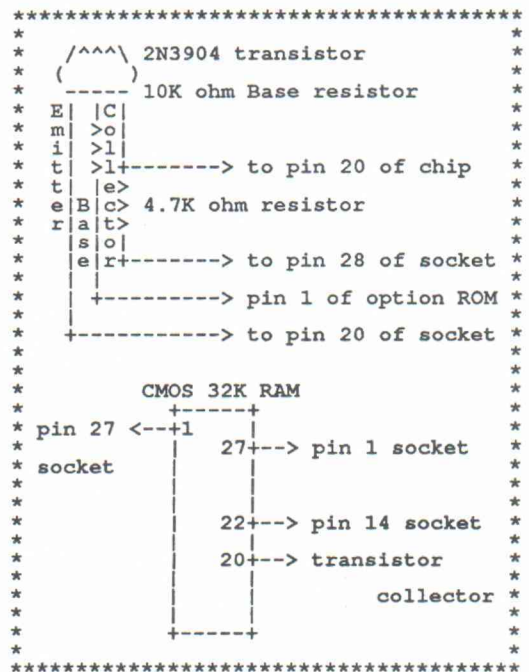 *****************************************
*                                       *
*    /^^^\ 2N3904 transistor            *
*   (     )                             *
*    ----- 10K ohm Base resistor        *
*  E|  |C|                              *
*  m|  >o|                              *
*  i|  >l|                              *
*  t|  >l+--------> to pin 20 of chip   *
*  t|  |e>                              *
*  e|B|c> 4.7K ohm resistor             *
*  r|a|t>                               *
*   |s|o|                               *
*   |e|r+--------> to pin 28 of socket  *
*   | |                                 *
*   | +----------> pin 1 of option ROM  *
*   |                                   *
*   +------------> to pin 20 of socket  *
*                                       *
*         CMOS 32K RAM                  *
*           +------+                    *
* pin 27 <--+1     |                    *
*           |    27+--> pin 1 socket    *
* socket    |      |                    *
*           |      |                    *
*           |    22+--> pin 14 socket   *
*           |    20+--> transistor      *
*           |      |                    *
*           |      |       collector    *
*           |      |                    *
*           +------+                    *
*                                       *
*****************************************